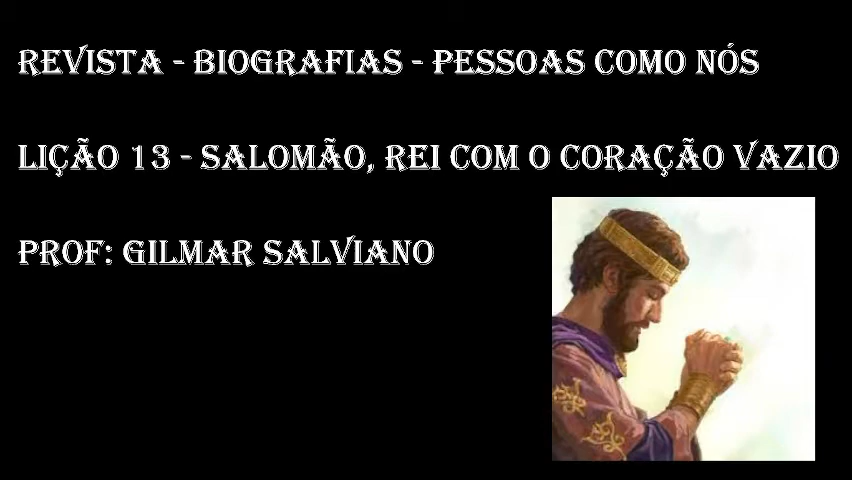 REVISTA - BIOGRAFIAS - PESSOAS COMO NÓS
LIÇÃO 13 - SALOMÃO, REI COM O CORAÇÃO VAZIO
PROF: GILMAR SALVIANO